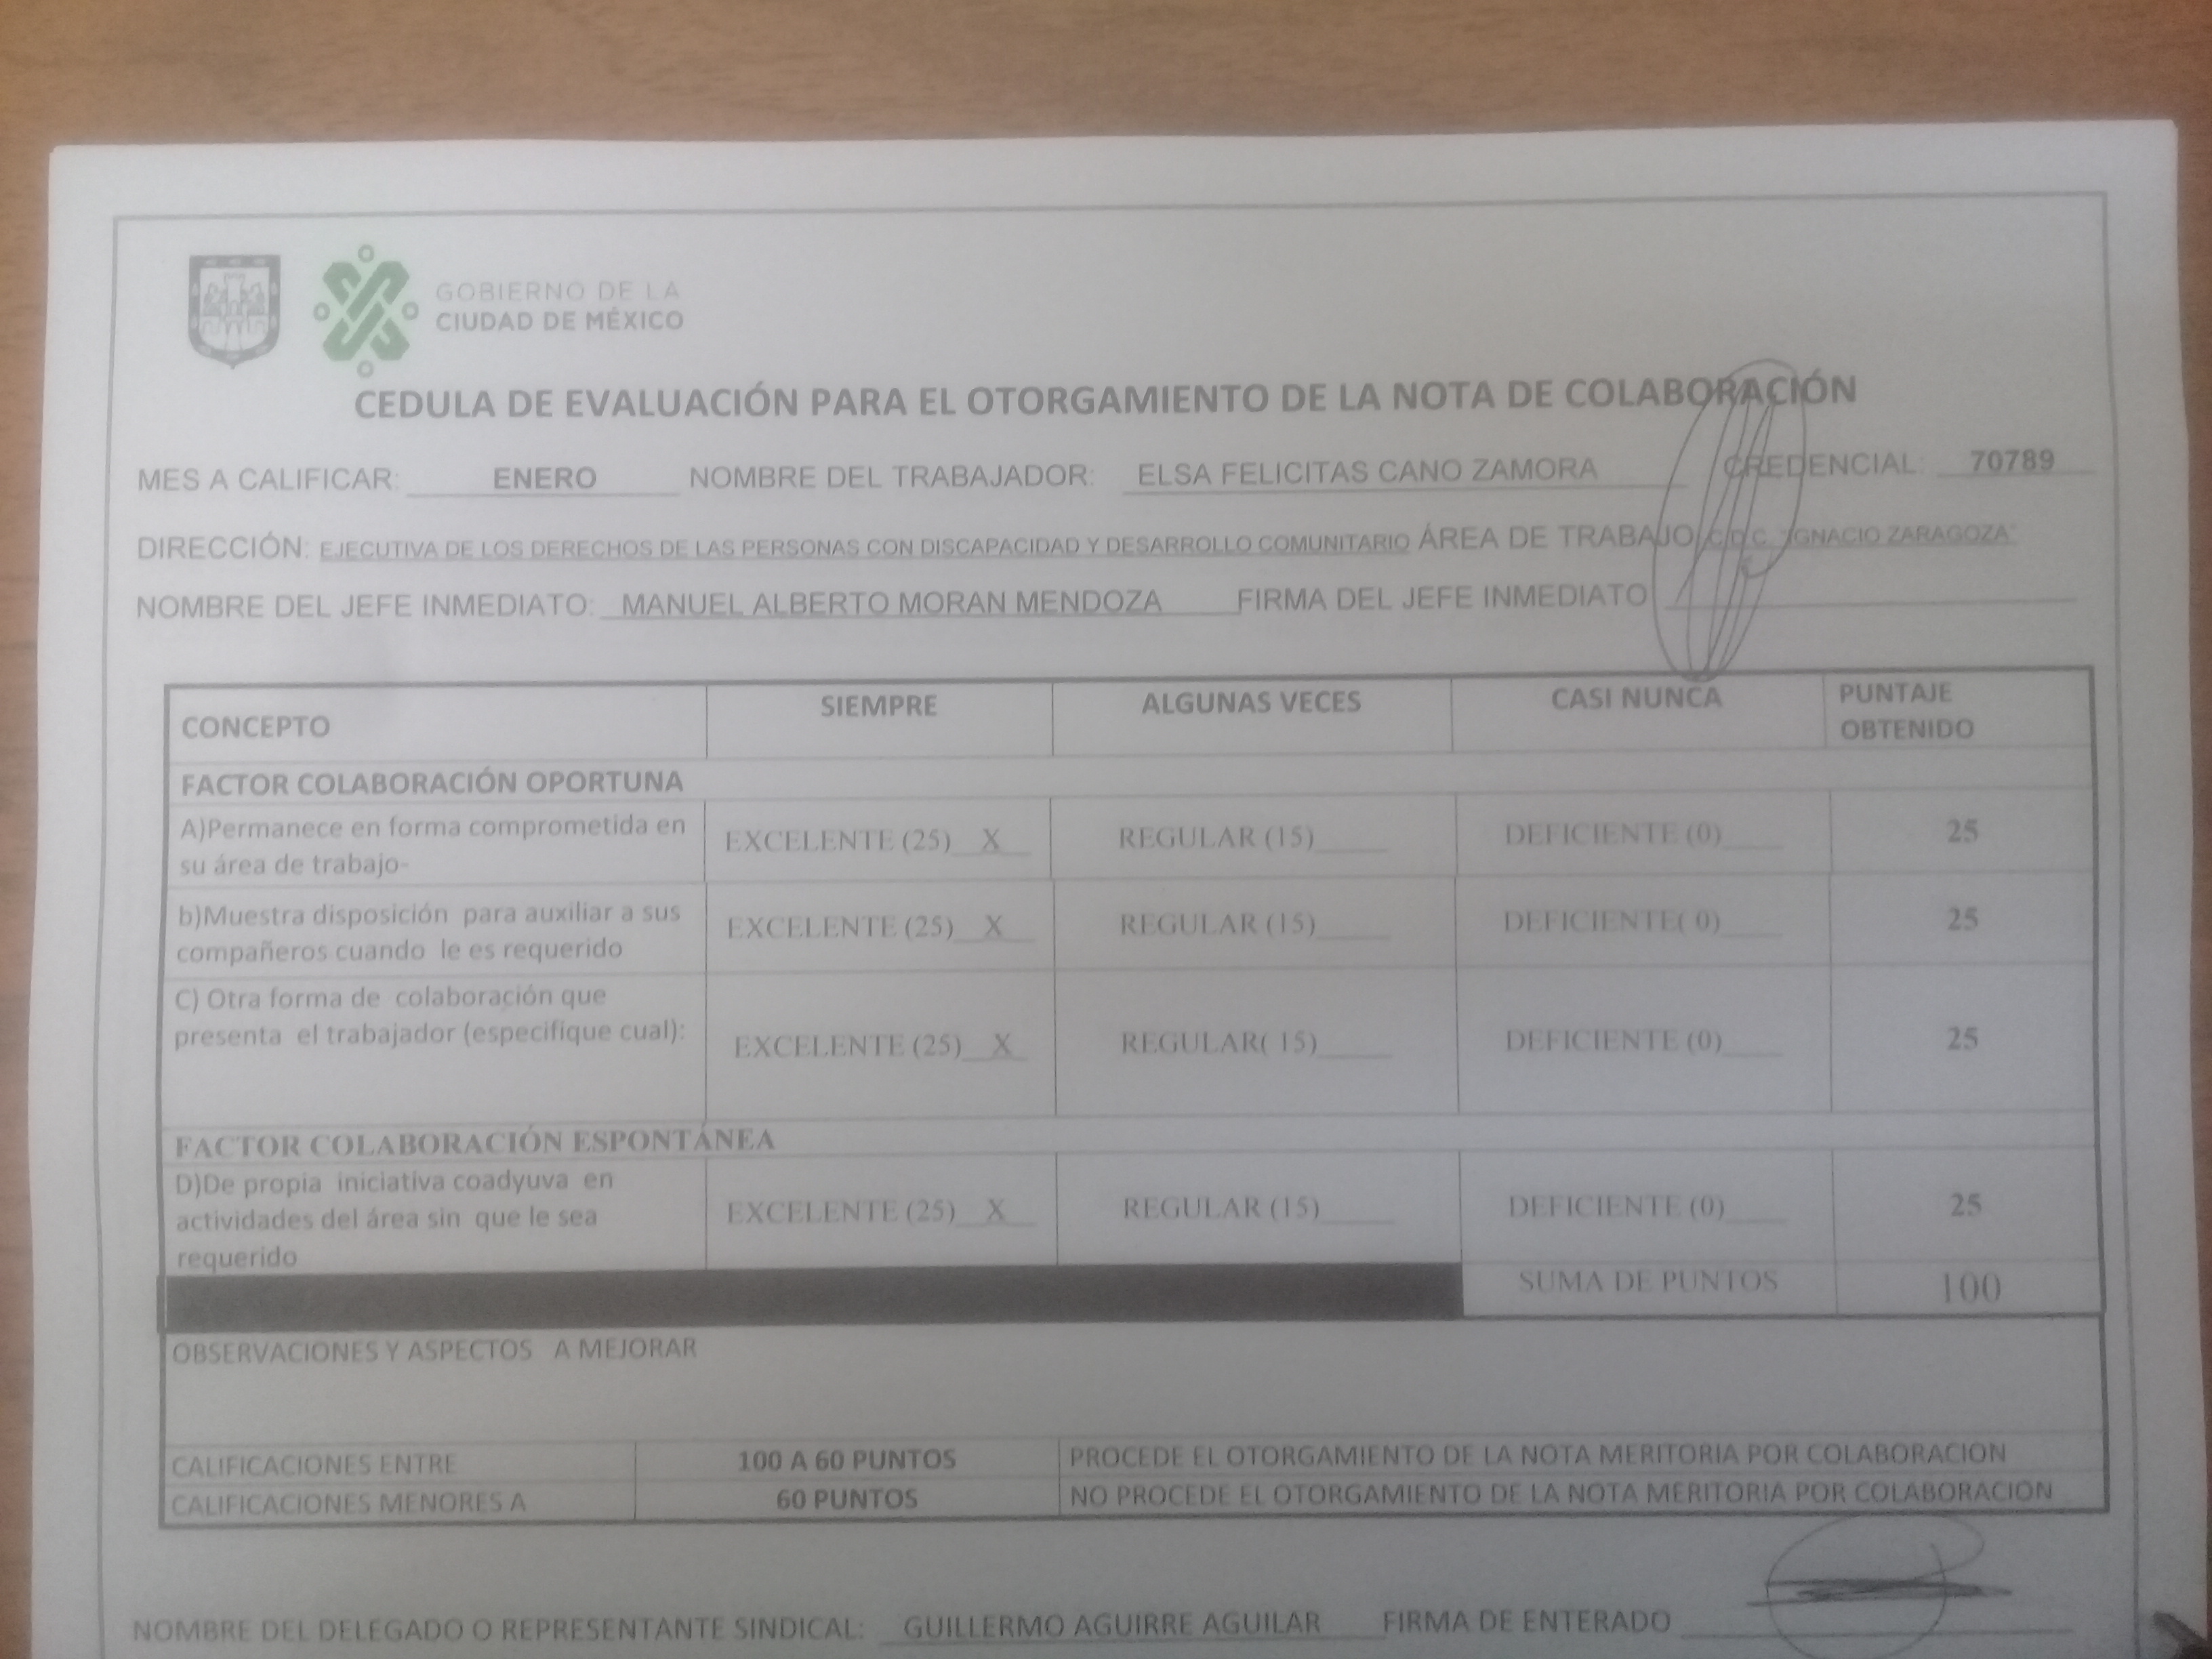 GOBIERNO DE LA
CIUDAD DE MÉXICO
CEDULA DE EVALUACIÓN PARA EL OTORGAMIENTO DE LA NOTA DE COLABORACIÓN
MES A CALIFICAR: ENERO NOMBRE DEL TRABAJADOR: ELSA FELICITAS CANO ZAMORA CREDENCIAL: 70789
DIRECCIÓN: EJECUTIVA DE LOS DERECHOS DE LAS PERSONAS CON DISCAPACIDAD Y DESARROLLO COMUNITARIO ÁREA DE TRABAJO C.D.C. "IGNACIO ZARAGOZA"
NOMBRE DEL JEFE INMEDIATO: MANUEL ALBERTO MORAN MENDOZA FIRMA DEL JEFE INMEDIATO
CONCEPTO SIEMPRE ALGUNAS VECES CASI NUNCA PUNTAJE
OBTENIDO
FACTOR COLABORACIÓN OPORTUNA
A)Permanece en forma comprometida en
su área de trabajo- EXCELENTE (25) X REGULAR (15)____ DEFICIENTE (0)____ 25
b)Muestra disposición para auxiliar a sus
compañeros cuando le es requerido EXCELENTE (25) X REGULAR (15)____ DEFICIENTE( 0)____ 25
C) Otra forma de colaboración que
presenta el trabajador (especifique cual): EXCELENTE (25) X REGULAR( 15)____ DEFICIENTE (0)____ 25
FACTOR COLABORACIÓN ESPONTÁNEA
D)De propia iniciativa coadyuva en
actividades del área sin que le sea EXCELENTE (25) X REGULAR (15)____ DEFICIENTE (0)____ 25
requerido
SUMA DE PUNTOS 100
OBSERVACIONES Y ASPECTOS A MEJORAR
CALIFICACIONES ENTRE 100 A 60 PUNTOS PROCEDE EL OTORGAMIENTO DE LA NOTA MERITORIA POR COLABORACION
CALIFICACIONES MENORES A 60 PUNTOS NO PROCEDE EL OTORGAMIENTO DE LA NOTA MERITORIA POR COLABORACION
NOMBRE DEL DELEGADO O REPRESENTANTE SINDICAL: GUILLERMO AGUIRRE AGUILAR FIRMA DE ENTERADO